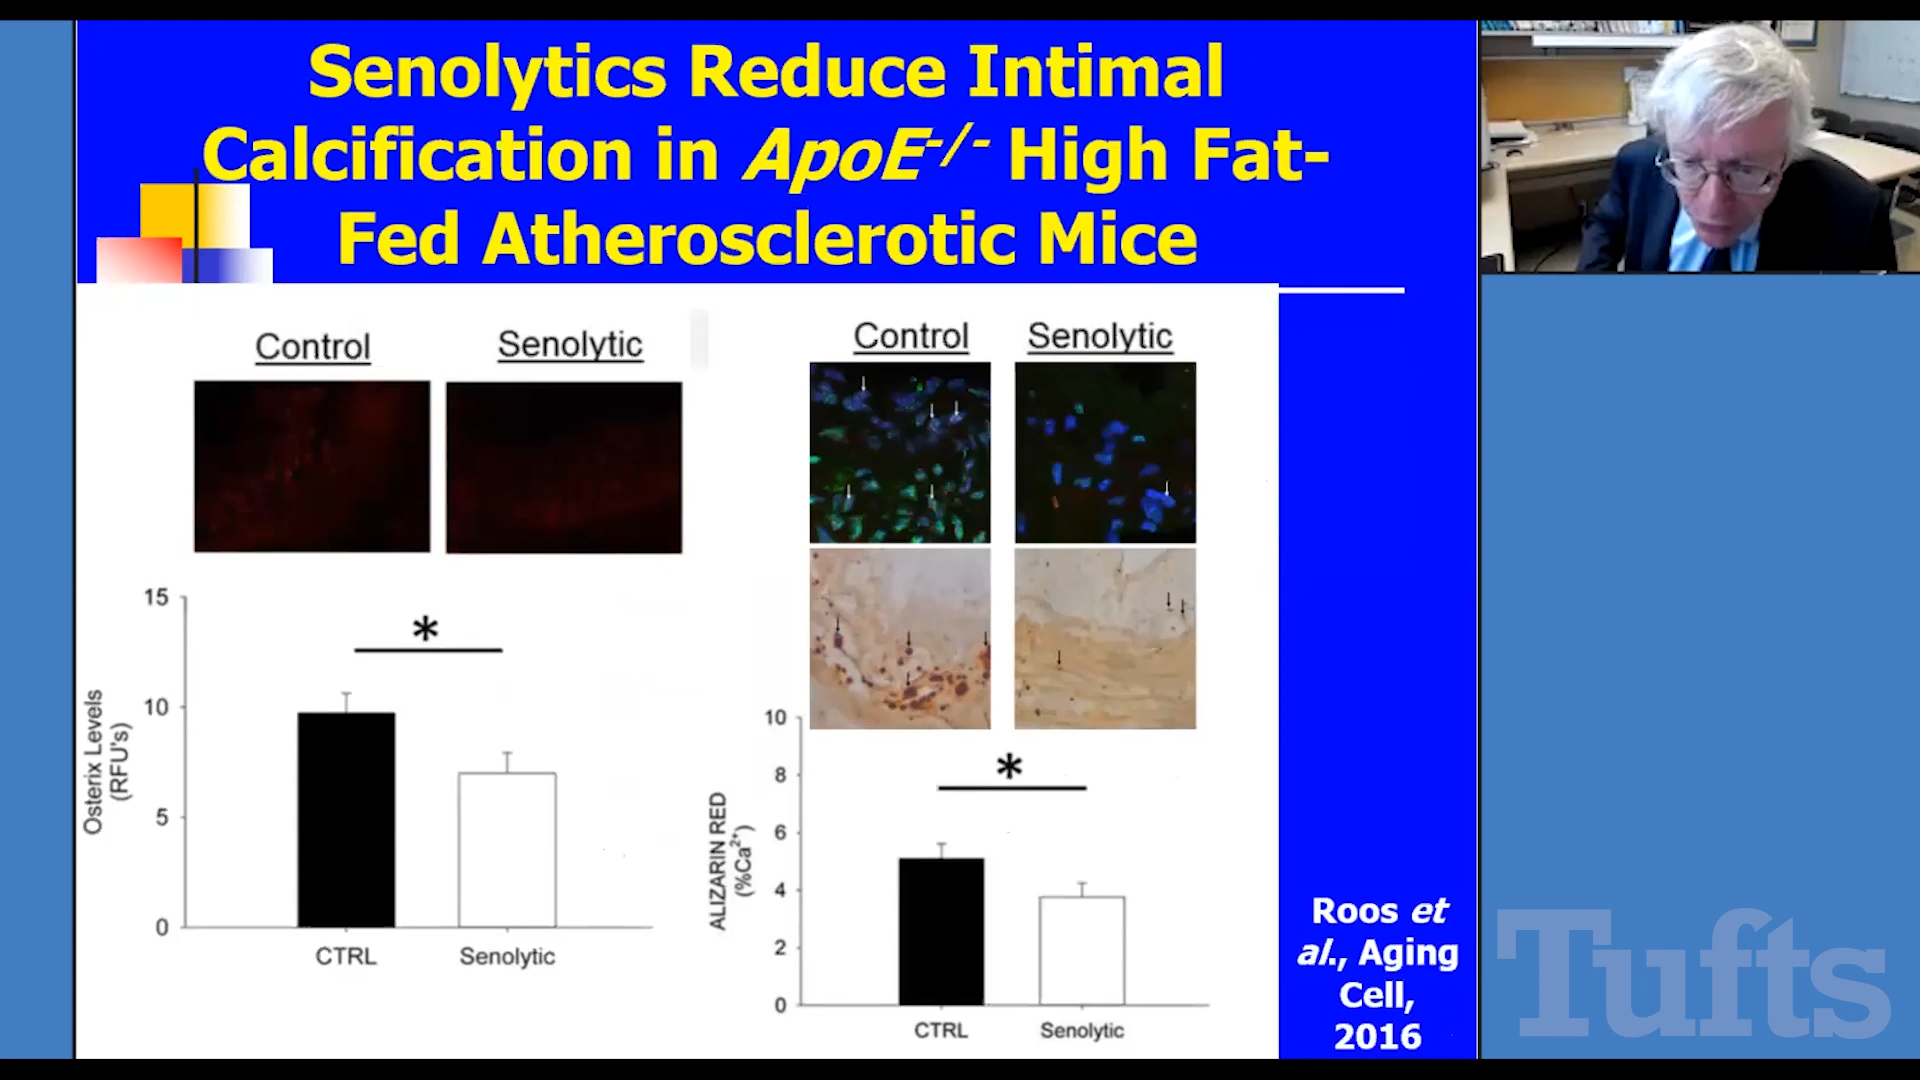 Senolytics Reduce Intimal
Calcification in ApoE-/- High Fat-
Fed Atherosclerotic Mice
Control
Senolytic
15
10
5
0
Osterix Levels
(RFU's)
*
CTRL
Senolytic
Control
Senolytic
10
8
6
4
2
0
ALIZARIN RED
(%Ca2+)
*
CTRL
Senolytic
Roos et
al., Aging
Cell,
2016
Tufts